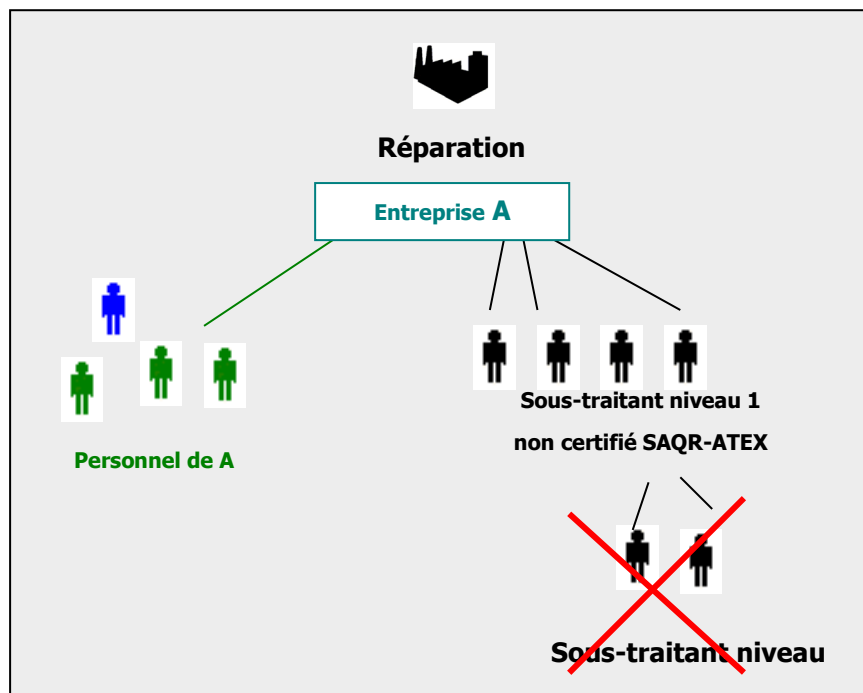 Réparation
Entreprise A
Sous-traitant niveau 1
non certifié SAQR-ATEX
Personnel de A
Sous-traitant niveau